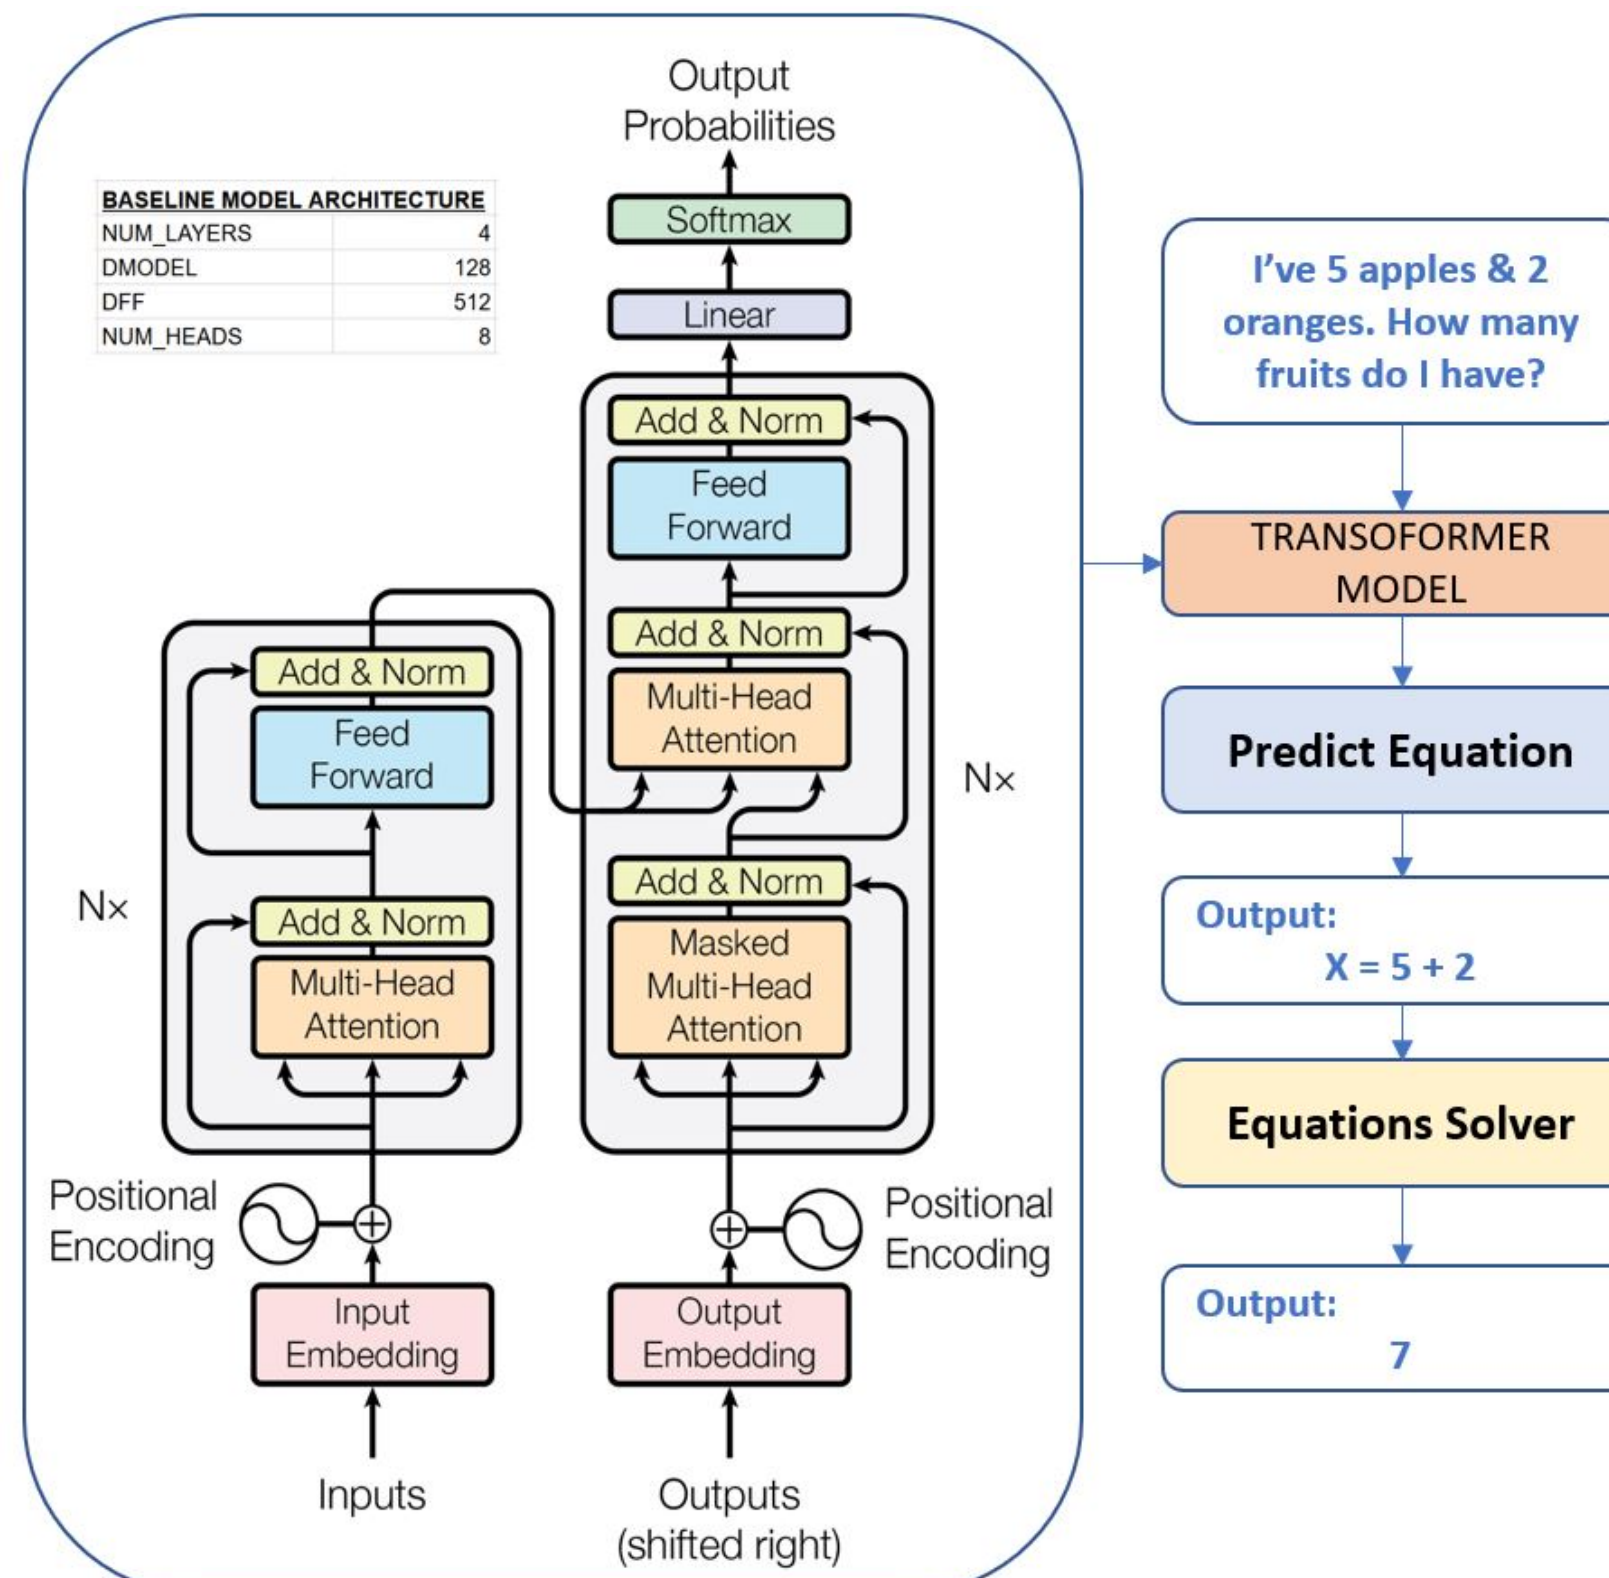 Output
Probabilities
BASELINE MODEL ARCHITECTURE
NUM_LAYERS 4
DMODEL 128
DFF 512
NUM_HEADS 8
Softmax
Linear
Add & Norm
Feed
Forward
Add & Norm
Multi-Head
Attention
Nx
Add & Norm
Masked
Multi-Head
Attention
Add & Norm
Feed
Forward
Nx
Add & Norm
Multi-Head
Attention
Positional
Encoding
Positional
Encoding
Input
Embedding
Output
Embedding
Inputs
Outputs
(shifted right)
I've 5 apples & 2
oranges. How many
fruits do I have?
TRANSOFORMER
MODEL
Predict Equation
Output:
X = 5 + 2
Equations Solver
Output:
7